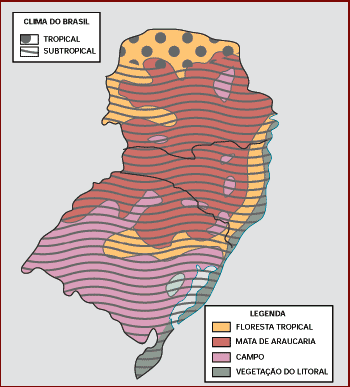 CLIMA DO BRASIL
TROPICAL
SUBTROPICAL
LEGENDA
FLORESTA TROPICAL
MATA DE ARAUCARIA
CAMPO
VEGETAÇÃO DO LITORAL